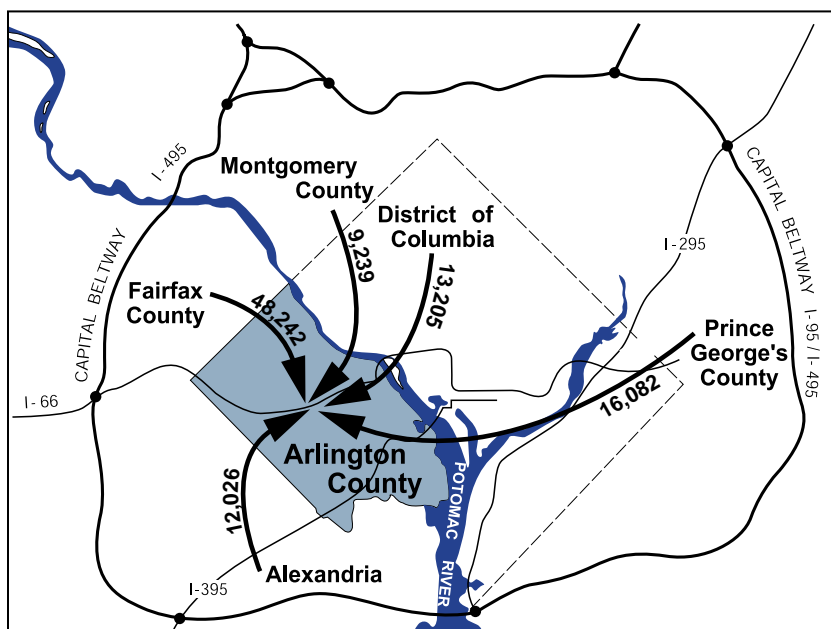 I-495
Montgomery
County
9,239
District of
Columbia
13,205
CAPITAL BELTWAY
I-295
CAPITAL BELTWAY
I-95 / I-495
Fairfax
County
48,242
Prince
George's
County
16,082
I-66
Arlington
County
12,026
POTOMAC
RIVER
Alexandria
I-395